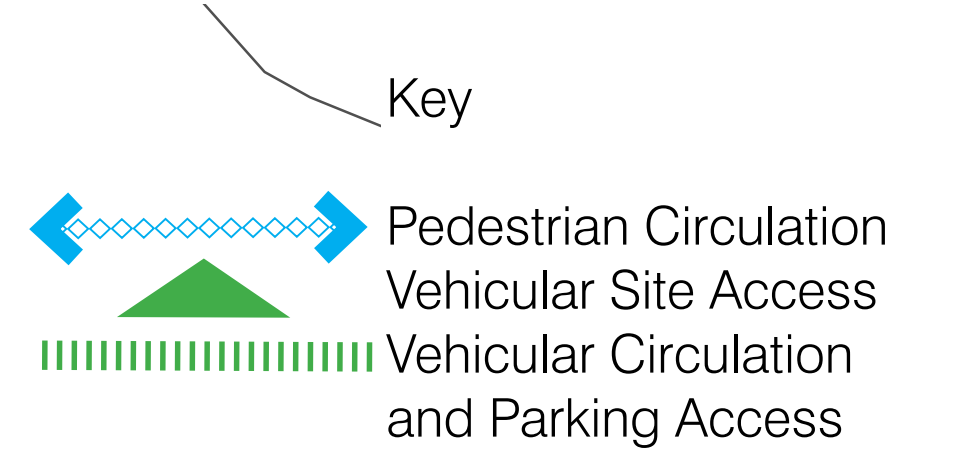 Key
Pedestrian Circulation
Vehicular Site Access
Vehicular Circulation
and Parking Access